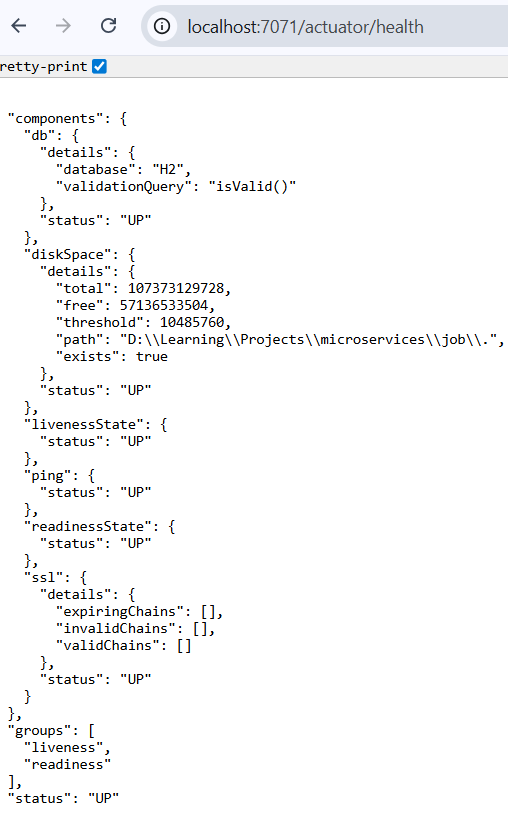 localhost:7071/actuator/health
retty-print
"components": {
"db": {
"details": {
"database": "H2",
"validationQuery": "isValid()"
},
"status": "UP"
},
"diskSpace": {
"details": {
"total": 107373129728,
"free": 57136533504,
"threshold": 10485760,
"path": "D:\\Learning\\Projects\\microservices\\job\\.",
"exists": true
},
"status": "UP"
},
"livenessState": {
"status": "UP"
},
"ping": {
"status": "UP"
},
"readinessState": {
"status": "UP"
},
"ssl": {
"details": {
"expiringChains": [],
"invalidChains": [],
"validChains": []
},
"status": "UP"
}
},
"groups": [
"liveness",
"readiness"
],
"status": "UP"